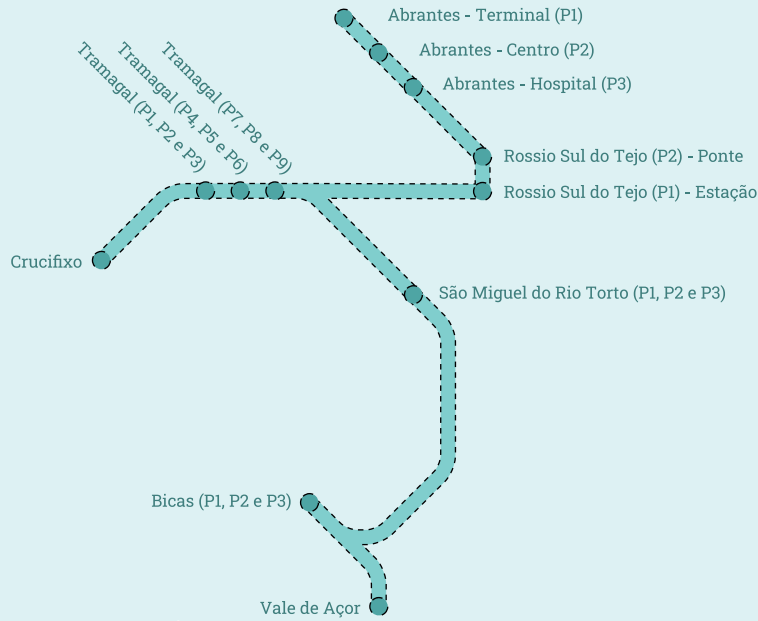 Abrantes - Terminal (P1)
Abrantes - Centro (P2)
Abrantes - Hospital (P3)
Tramagal (P1, P2 e P3)
Tramagal (P4, P5 e P6)
Tramagal (P7, P8 e P9)
Rossio Sul do Tejo (P2) - Ponte
Rossio Sul do Tejo (P1) - Estação
Crucifixo
São Miguel do Rio Torto (P1, P2 e P3)
Bicas (P1, P2 e P3)
Vale de Açor